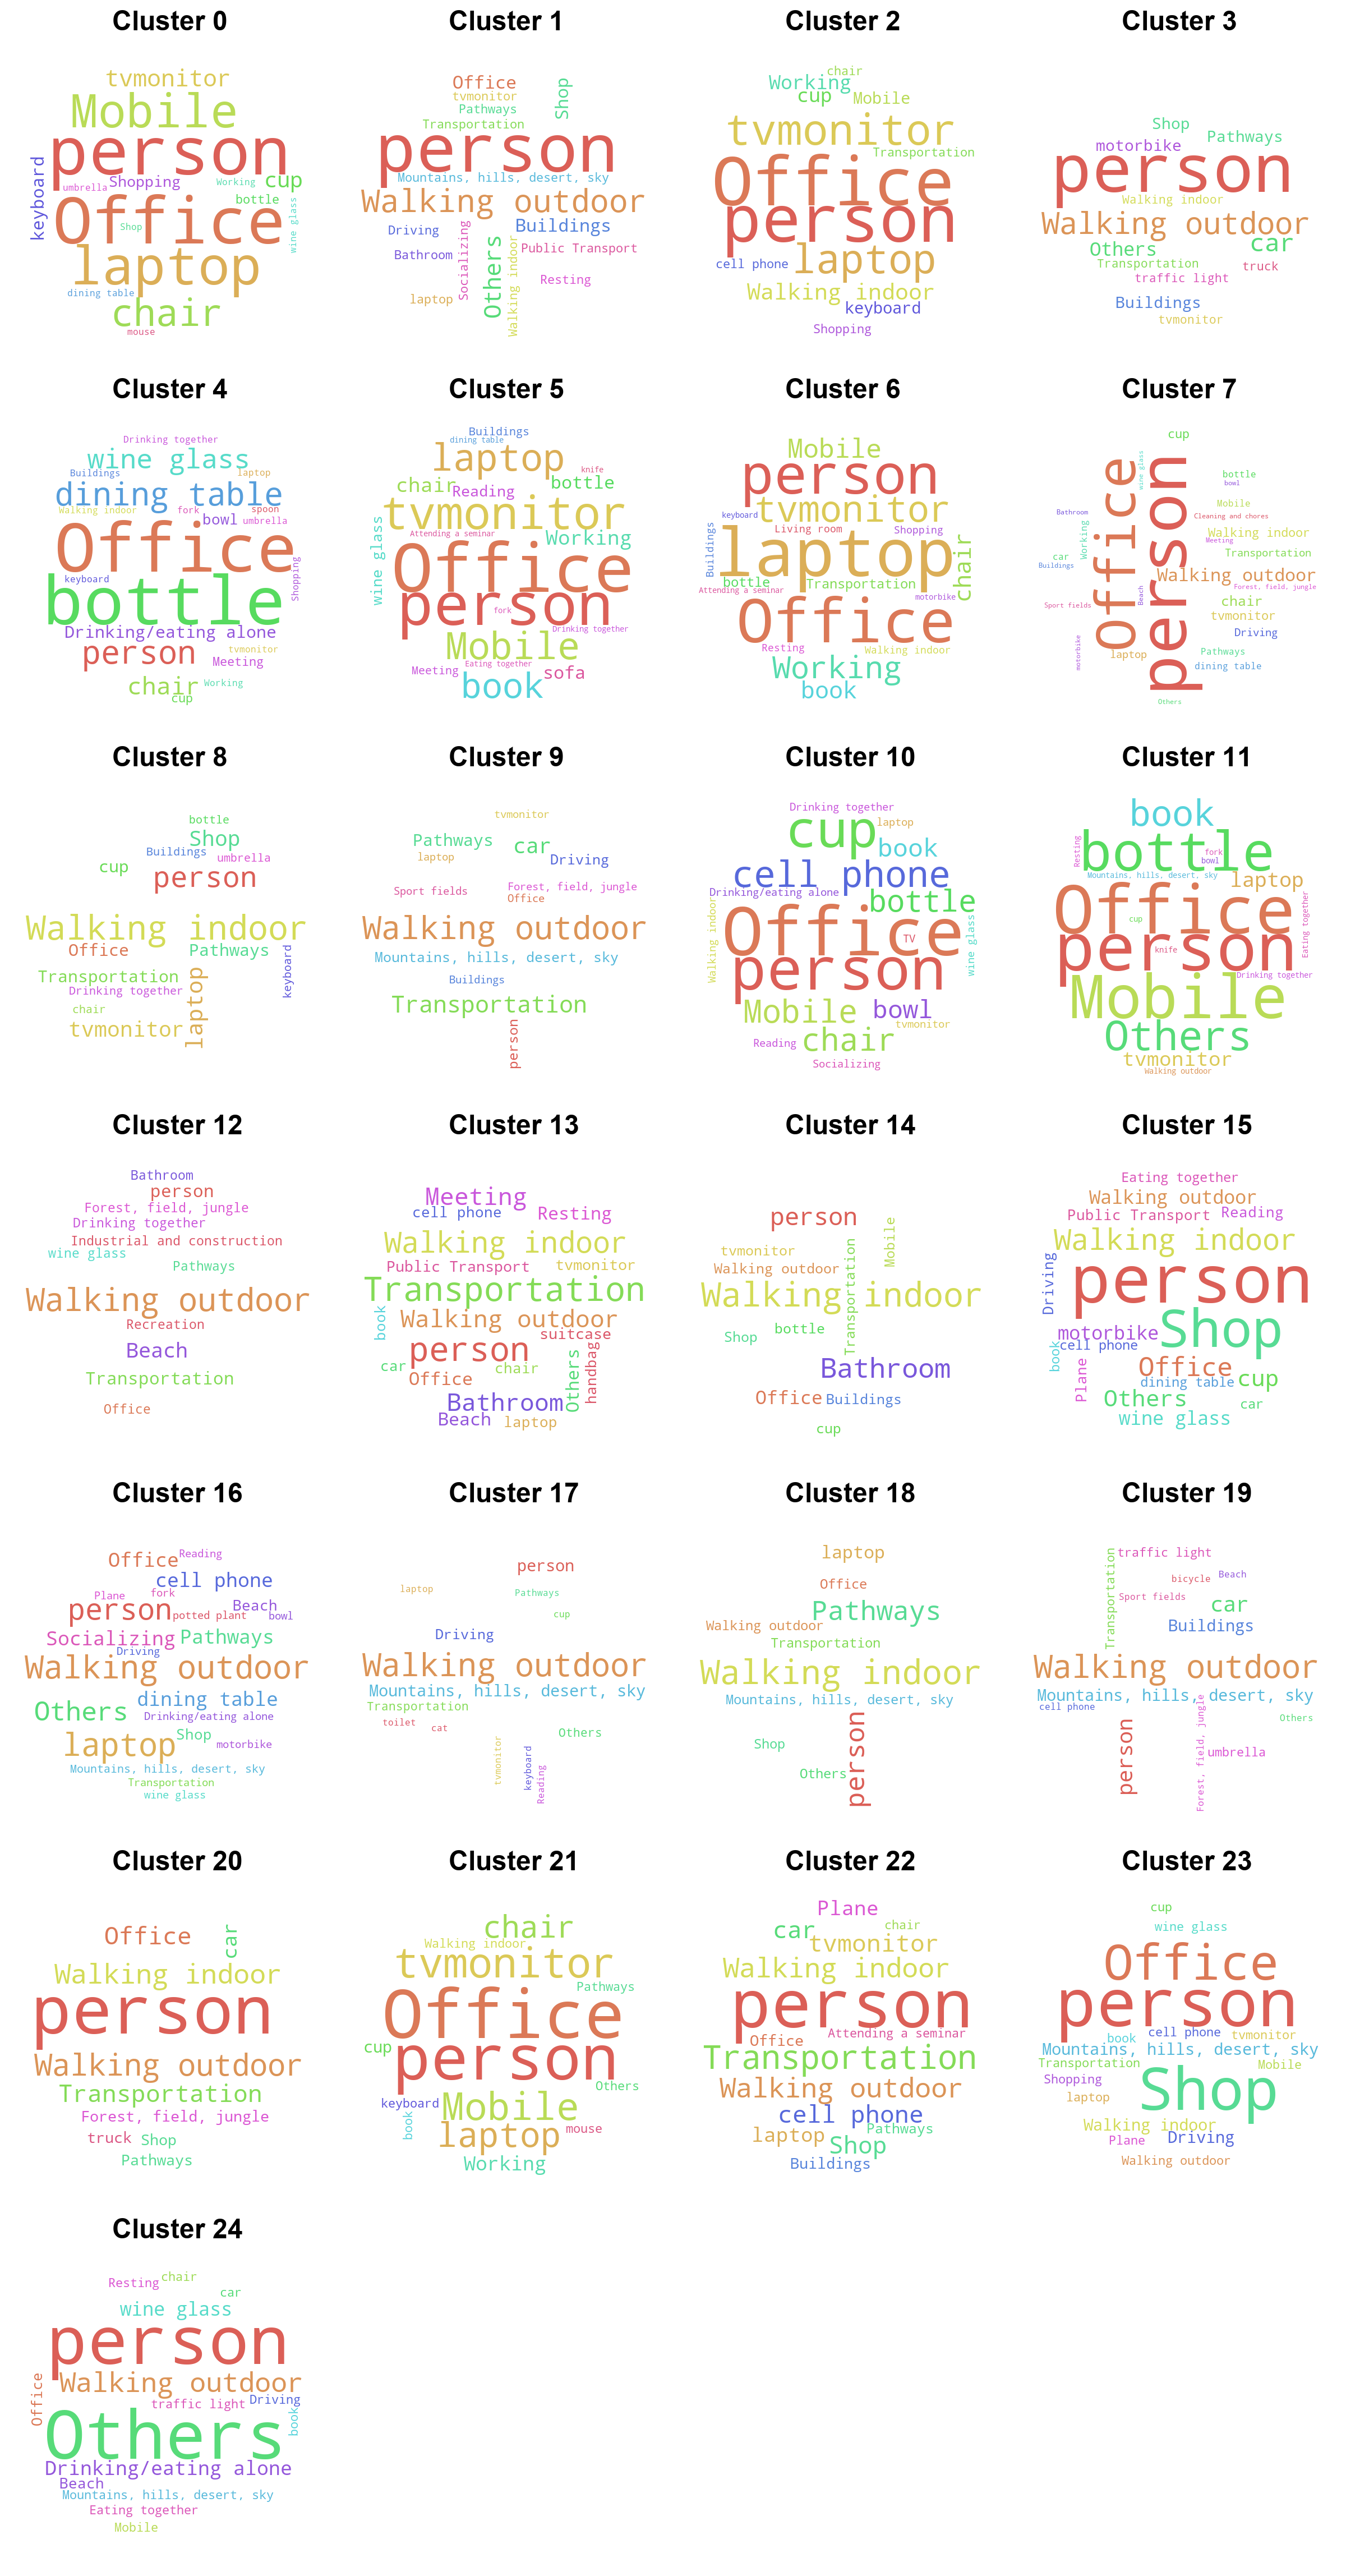 Cluster 0
tvmonitor
Mobile
person
keyboard
umbrella
Shopping
Working
cup
bottle
Office
Shop
wine glass
laptop
dining table
chair
mouse
Cluster 1
Office
tvmonitor
Pathways
Shop
Transportation
person
Mountains, hills, desert, sky
Walking outdoor
Driving
Socializing
Buildings
Bathroom
Others
Walking indoor
Public Transport
Resting
laptop
Cluster 2
chair
Working
cup
Mobile
tvmonitor
Transportation
Office
person
cell phone
laptop
Walking indoor
keyboard
Shopping
Cluster 3
Shop
Pathways
motorbike
person
Walking indoor
Walking outdoor
Others
car
Transportation
truck
traffic light
Buildings
tvmonitor
Cluster 4
Drinking together
wine glass
Buildings
laptop
dining table
Walking indoor
fork
spoon
bowl
umbrella
Office
keyboard
Shopping
bottle
Drinking/eating alone
person
tvmonitor
Meeting
chair
Working
cup
Cluster 5
Buildings
dining table
laptop
knife
chair
Reading
bottle
tvmonitor
wine glass
Attending a seminar
Working
Office
person
fork
Drinking together
Mobile
Meeting
Eating together
sofa
book
Cluster 6
Mobile
person
tvmonitor
keyboard
Living room
Shopping
Buildings
laptop
chair
bottle
Transportation
Attending a seminar
motorbike
Office
Resting
Walking indoor
Working
book
Cluster 7
cup
wine glass
Office
person
bottle
bowl
Mobile
Bathroom
Cleaning and chores
Working
Walking indoor
Meeting
car
Transportation
Buildings
Walking outdoor
Beach
Forest, field, jungle
Sport fields
chair
tvmonitor
motorbike
Driving
laptop
Pathways
dining table
Others
Cluster 8
bottle
Shop
Buildings
umbrella
cup
person
Walking indoor
Office
Pathways
keyboard
Transportation
laptop
Drinking together
chair
tvmonitor
Cluster 9
tvmonitor
Pathways
car
laptop
Driving
Sport fields
Forest, field, jungle
Office
Walking outdoor
Mountains, hills, desert, sky
Buildings
Transportation
person
Cluster 10
Drinking together
cup
laptop
book
cell phone
Drinking/eating alone
bottle
Walking indoor
Office
TV
wine glass
person
Mobile
bowl
tvmonitor
Reading
chair
Socializing
Cluster 11
book
Resting
bottle
fork
bowl
Mountains, hills, desert, sky
laptop
Office
cup
Eating together
person
knife
Drinking together
Mobile
Others
tvmonitor
Walking outdoor
Cluster 12
Bathroom
person
Forest, field, jungle
Drinking together
Industrial and construction
wine glass
Pathways
Walking outdoor
Recreation
Beach
Transportation
Office
Cluster 13
Meeting
cell phone
Resting
Walking indoor
Public Transport
tvmonitor
Transportation
book
Walking outdoor
suitcase
person
car
chair
Others
handbag
Office
Bathroom
Beach
laptop
Cluster 14
person
Mobile
tvmonitor
Walking outdoor
Transportation
Walking indoor
Shop
bottle
Bathroom
Office
Buildings
cup
Cluster 15
Eating together
Walking outdoor
Public Transport
Reading
Walking indoor
Driving
person
motorbike
Shop
book
cell phone
Plane
Office
dining table
cup
Others
car
wine glass
Cluster 16
Office
Reading
cell phone
Plane
fork
Beach
person
potted plant
bowl
Socializing
Pathways
Driving
Walking outdoor
Others
dining table
Drinking/eating alone
Shop
laptop
motorbike
Mountains, hills, desert, sky
Transportation
wine glass
Cluster 17
person
laptop
Pathways
cup
Driving
Walking outdoor
Mountains, hills, desert, sky
Transportation
toilet
cat
Others
tvmonitor
keyboard
Reading
Cluster 18
laptop
Office
Pathways
Walking outdoor
Transportation
Walking indoor
Mountains, hills, desert, sky
person
Shop
Others
Cluster 19
Transportation
traffic light
bicycle
Beach
Sport fields
car
Buildings
Walking outdoor
Mountains, hills, desert, sky
cell phone
Others
person
Forest, field, jungle
umbrella
Cluster 20
Office
car
Walking indoor
person
Walking outdoor
Transportation
Forest, field, jungle
truck
Shop
Pathways
Cluster 21
chair
Walking indoor
tvmonitor
Pathways
Office
cup
person
Others
keyboard
Mobile
book
laptop
mouse
Working
Cluster 22
Plane
car
chair
tvmonitor
Walking indoor
person
Office
Attending a seminar
Transportation
Walking outdoor
cell phone
laptop
Pathways
Shop
Buildings
Cluster 23
cup
wine glass
Office
person
book
cell phone
tvmonitor
Mountains, hills, desert, sky
Transportation
Mobile
Shopping
Shop
laptop
Walking indoor
Plane
Driving
Walking outdoor
Cluster 24
Resting
chair
car
wine glass
person
Office
Walking outdoor
traffic light
Driving
book
Others
Drinking/eating alone
Beach
Mountains, hills, desert, sky
Eating together
Mobile